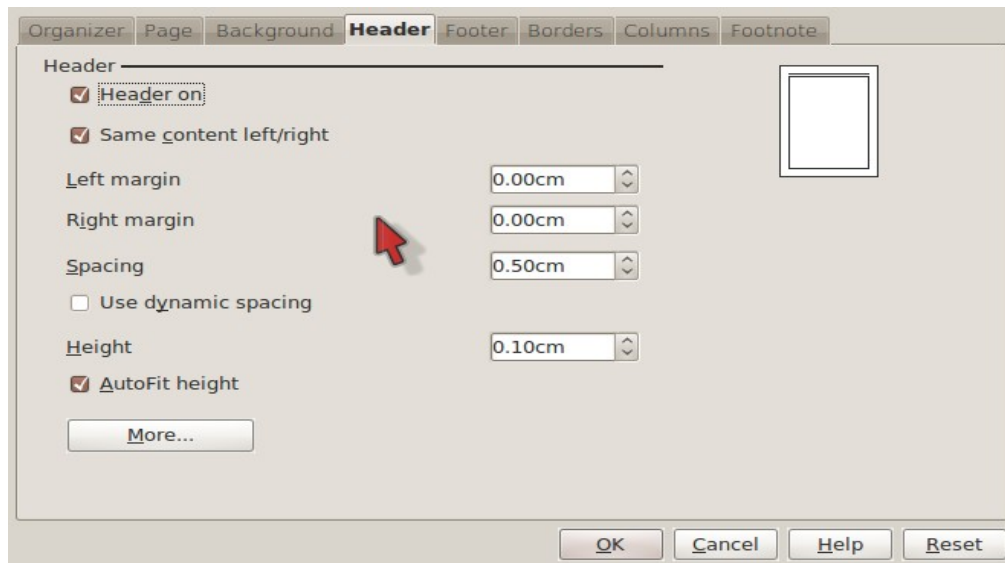 Organizer Page Background Header Footer Borders Columns Footnote
Header
Header on
Same content left/right
Left margin 0.00cm
Right margin 0.00cm
Spacing 0.50cm
Use dynamic spacing
Height 0.10cm
AutoFit height
More...
OK Cancel Help Reset